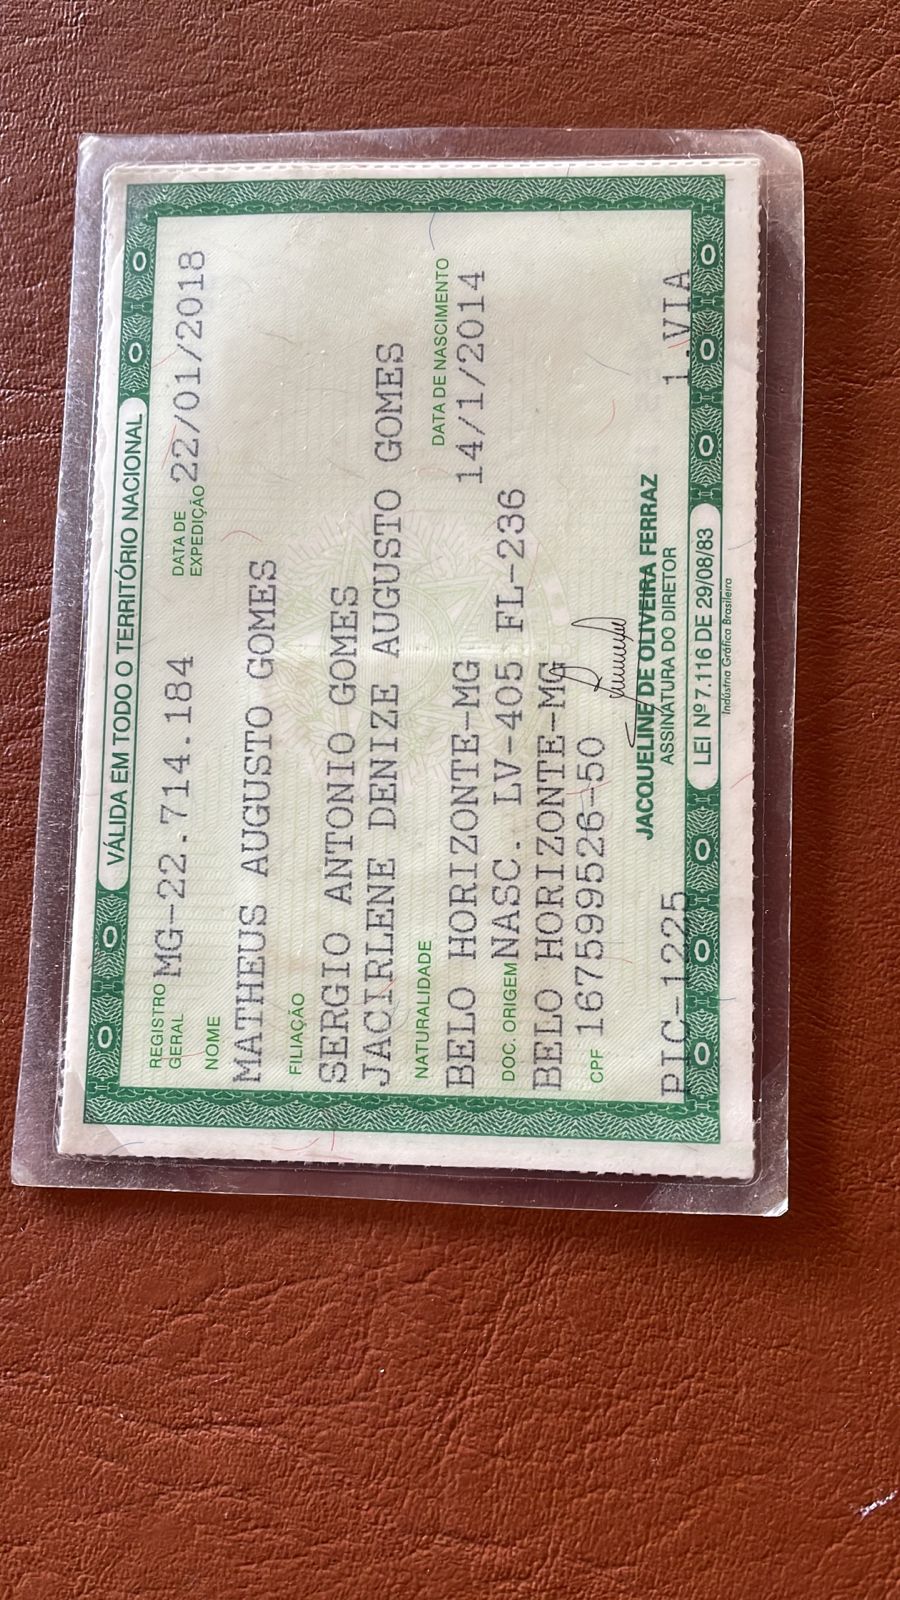 VÁLIDA EM TODO O TERRITÓRIO NACIONAL
REGISTRO GERAL MG-22.714.184 DATA DE EXPEDIÇÃO 22/01/2018
NOME
MATHEUS AUGUSTO GOMES
FILIAÇÃO
SERGIO ANTONIO GOMES
JACIRLENE DENIZE AUGUSTO GOMES
NATURALIDADE DATA DE NASCIMENTO
BELO HORIZONTE-MG 14/1/2014
DOC. ORIGEM NASC. LV-405 FL-236
BELO HORIZONTE-MG
CPF 167599526-50
JACQUELINE DE OLIVEIRA FERRAZ
PIC-1225 ASSINATURA DO DIRETOR 1.VIA
LEI Nº 7.116 DE 29/08/83
Indústria Gráfica Brasileira